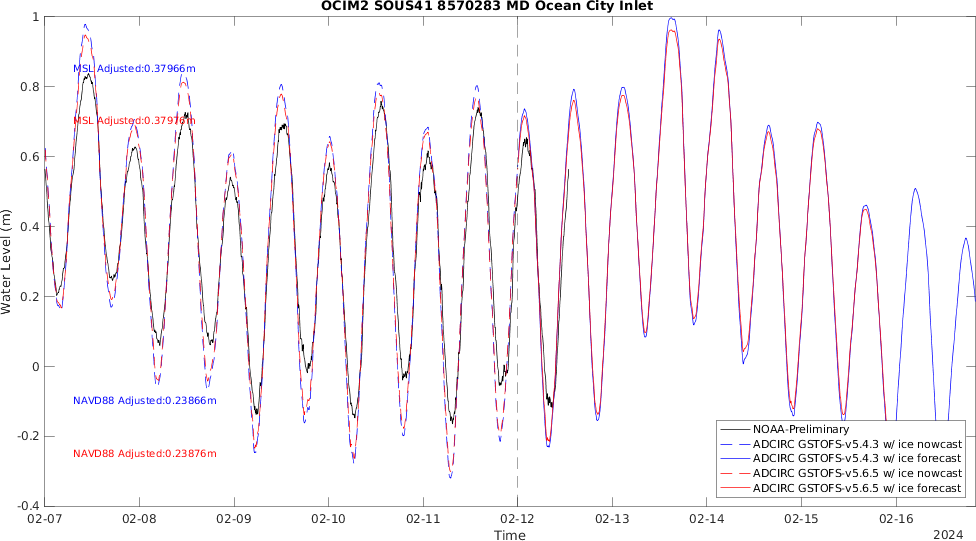 OCIM2 SOUS41 8570283 MD Ocean City Inlet
1
0.8
0.6
0.4
0.2
0
-0.2
-0.4
Water Level (m)
MSL Adjusted:0.37966m
MSL Adjusted:0.37976m
NAVD88 Adjusted:0.23866m
NAVD88 Adjusted:0.23876m
NOAA-Preliminary
ADCIRC GSTOFS-v5.4.3 w/ ice nowcast
ADCIRC GSTOFS-v5.4.3 w/ ice forecast
ADCIRC GSTOFS-v5.6.5 w/ ice nowcast
ADCIRC GSTOFS-v5.6.5 w/ ice forecast
02-07 02-08 02-09 02-10 02-11 02-12 02-13 02-14 02-15 02-16
Time
2024